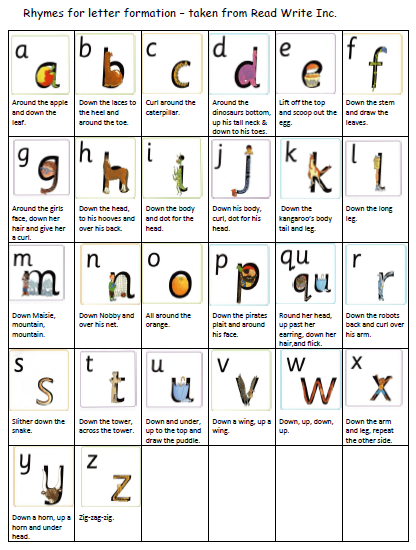 Rhymes for letter formation – taken from Read Write Inc.
a
Around the apple
and down the
leaf.
b
Down the laces to
the heel and
around the toe.
c
Curl around the
caterpillar.
d
Around the
dinosaurs bottom,
up his tall neck &
down to his toes.
e
Lift off the top
and scoop out the
egg.
f
Down the stem
and draw the
leaves.
g
Around the girls
face, down her
hair and give her
a curl.
h
Down the head,
to his hooves and
over his back.
i
Down the body
and dot for the
head.
j
Down his body,
curl, dot for his
head.
k
Down the
kangaroo's body
tail and leg.
l
Down the long
leg.
m
Down Maisie,
mountain,
mountain.
n
Down Nobby and
over his net.
o
All around the
orange.
p
Down the pirates
plait and around
his face.
qu
Round her head,
up past her
earring, down her
hair,and flick.
r
Down the robots
back and curl over
his arm.
s
Slither down the
snake.
t
Down the tower,
across the tower.
u
Down and under,
up to the top and
draw the puddle.
v
Down a wing, up a
wing.
w
Down, up, down,
up.
x
Down the arm
and leg, repeat
the other side.
y
Down a horn, up a
horn and under
head.
z
Zig-zag-zig.